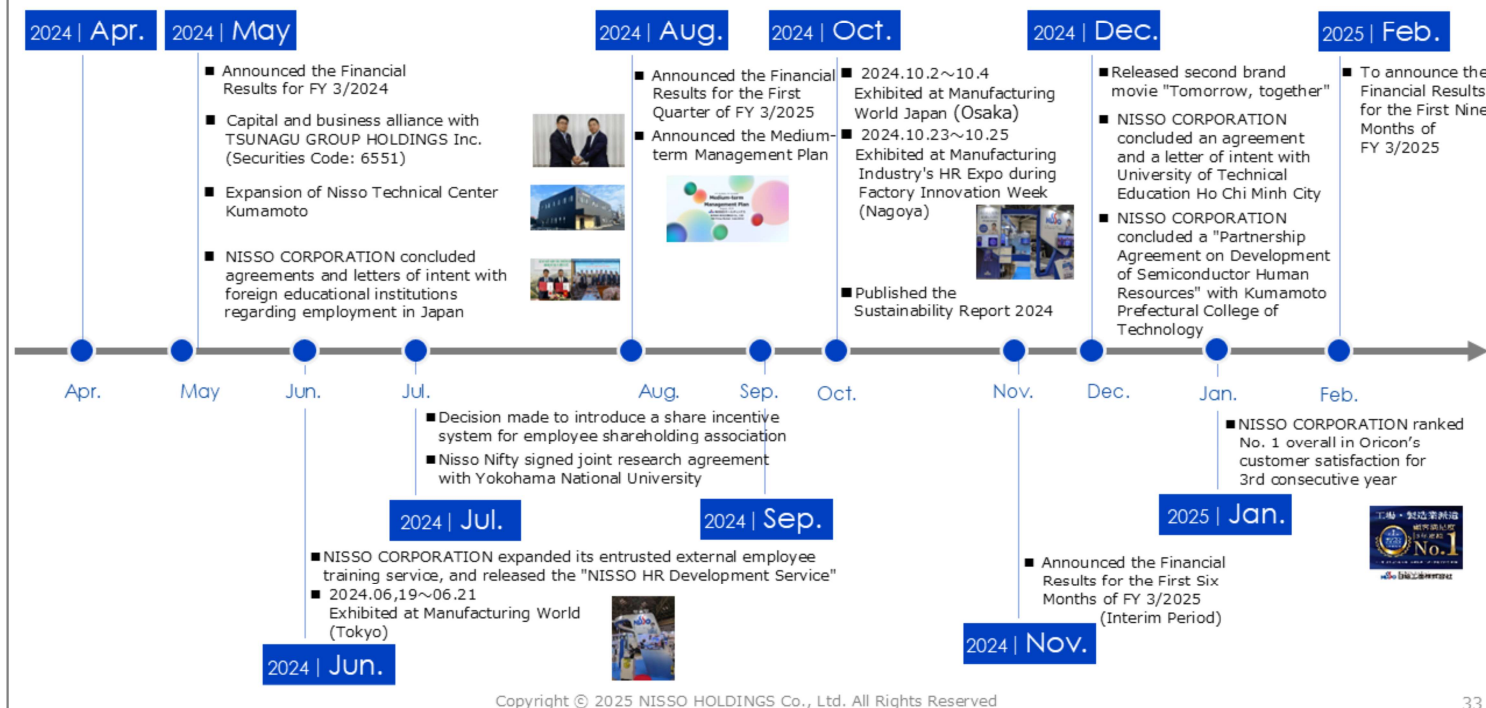 2024 | Apr.
2024 | May
■ Announced the Financial
Results for FY 3/2024
■ Capital and business alliance with
TSUNAGU GROUP HOLDINGS Inc.
(Securities Code: 6551)
■ Expansion of Nisso Technical Center
Kumamoto
■ NISSO CORPORATION concluded
agreements and letters of intent with
foreign educational institutions
regarding employment in Japan
2024 | Aug.
■ Announced the Financial
Results for the First
Quarter of FY 3/2025
■ Announced the Medium-
term Management Plan
Medium-term
Management Plan
2024 | Oct.
■ 2024.10.2～10.4
Exhibited at Manufacturing
World Japan (Osaka)
■ 2024.10.23～10.25
Exhibited at Manufacturing
Industry's HR Expo during
Factory Innovation Week
(Nagoya)
■ Published the
Sustainability Report 2024
2024 | Dec.
■ Released second brand
movie "Tomorrow, together"
■ NISSO CORPORATION
concluded an agreement
and a letter of intent with
University of Technical
Education Ho Chi Minh City
■ NISSO CORPORATION
concluded a "Partnership
Agreement on Development
of Semiconductor Human
Resources" with Kumamoto
Prefectural College of
Technology
2025 | Feb.
■ To announce the
Financial Results
for the First Nine
Months of
FY 3/2025
Apr.
May
Jun.
Jul.
Aug.
Sep.
Oct.
Nov.
Dec.
Jan.
Feb.
■ Decision made to introduce a share incentive
system for employee shareholding association
■ Nisso Nifty signed joint research agreement
with Yokohama National University
2024 | Jul.
2024 | Sep.
■ NISSO CORPORATION expanded its entrusted external employee
training service, and released the "NISSO HR Development Service"
■ 2024.06,19～06.21
Exhibited at Manufacturing World
(Tokyo)
2024 | Jun.
■ Announced the Financial
Results for the First Six
Months of FY 3/2025
(Interim Period)
2024 | Nov.
■ NISSO CORPORATION ranked
No. 1 overall in Oricon's
customer satisfaction for
3rd consecutive year
2025 | Jan.
工場・製造業派遣
No.1
Copyright © 2025 NISSO HOLDINGS Co., Ltd. All Rights Reserved
33